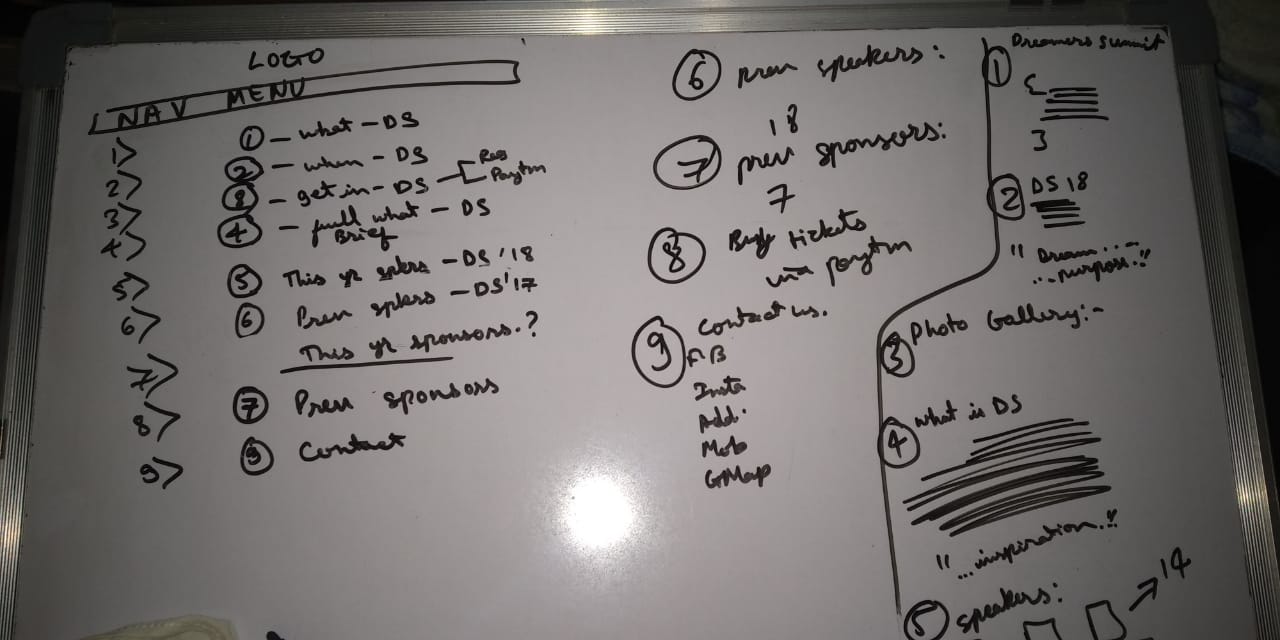 LOGO
NAV MENU
1>
2>
3>
4>
5>
6>
7>
8>
9>
① - what - DS
② - when - DS
③ - get in - DS
Reg
Paytm
④ - full what - DS
Brief
⑤ This yr spkrs - DS '18
⑥ Prev spkrs - DS'17
This yr sponsors.?
⑦ Prev sponsors
⑨ Contact
⑥ prev speakers:
18
⑦ prev sponsors:
7
⑧ Buy tickets
via paytm
⑨ Contact us.
FB
Insta
Add.
Mob
GMap
① Dreamers summit
3
② DS 18
" Dream ...
... purpose.!!
③ Photo Gallery:-
④ what is DS
"...inspiration.!!
⑤ speakers:
14